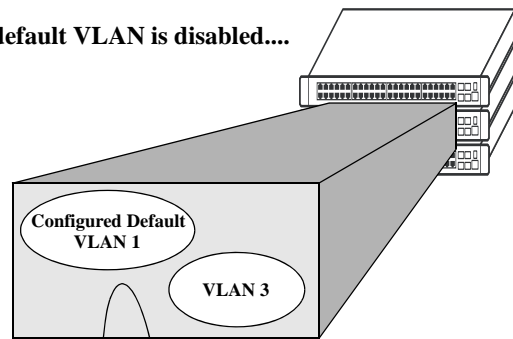 default VLAN is disabled....
Configured Default
VLAN 1
VLAN 3